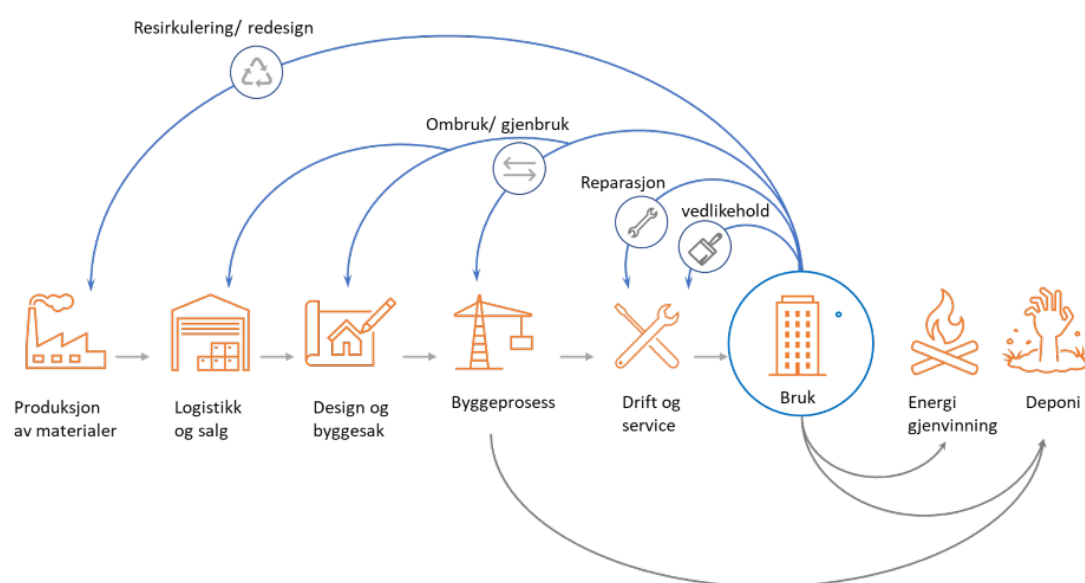 Resirkulering/ redesign
Ombruk/ gjenbruk
Reparasjon
vedlikehold
Produksjon
av materialer
Logistikk
og salg
Design og
byggesak
Byggeprosess
Drift og
service
Bruk
Energi
gjenvinning
Deponi